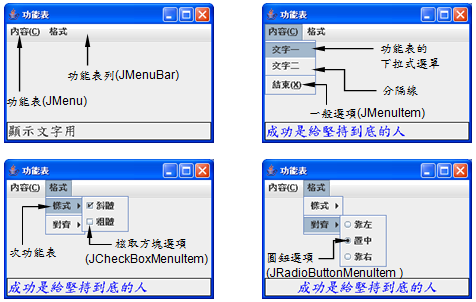 功能表
內容(C) 格式
功能表列(JMenuBar)
功能表(JMenu)
顯示文字用
功能表
內容(C) 格式
文字一
文字二
結束(X)
功能表的
下拉式選單
分隔線
一般選項(JMenuItem)
成功是給堅持到底的人
功能表
內容(C) 格式
樣式
對齊
斜體
粗體
次功能表
核取方塊選項
(JCheckBoxMenuItem)
成功是給堅持到底的人
功能表
內容(C) 格式
樣式
對齊
靠左
置中
靠右
圓鈕選項
(JRadioButtonMenuItem )
成功是給堅持到底的人